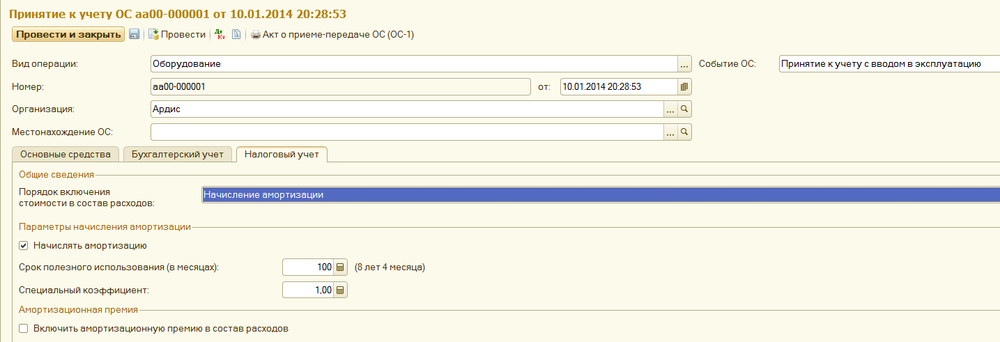 Принятие к учету ОС аа00-000001 от 10.01.2014 20:28:53
Провести и закрыть Провести Дт Кт Акт о приеме-передаче ОС (ОС-1)
Вид операции: Оборудование ... Событие ОС: Принятие к учету с вводом в эксплуатацию
Номер: аа00-000001 от: 10.01.2014 20:28:53
Организация: Ардис ...
Местонахождение ОС: ...
Основные средства Бухгалтерский учет Налоговый учет
Общие сведения
Порядок включения
стоимости в состав расходов: Начисление амортизации
Параметры начисления амортизации
Начислять амортизацию
Срок полезного использования (в месяцах): 100 (8 лет 4 месяца)
Специальный коэффициент: 1,00
Амортизационная премия
Включить амортизационную премию в состав расходов